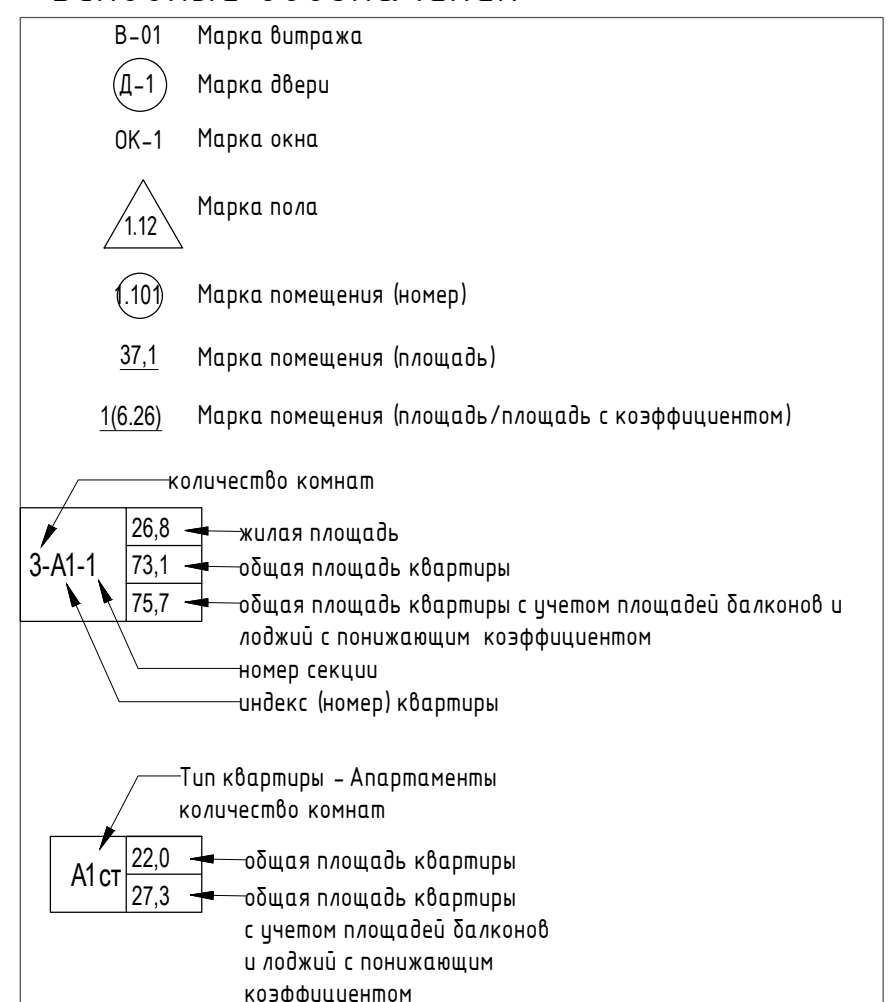 В-01 Марка витража
Д-1 Марка двери
ОК-1 Марка окна
1.12 Марка пола
1.101 Марка помещения (номер)
37,1 Марка помещения (площадь)
1(6.26) Марка помещения (площадь/площадь с коэффициентом)
количество комнат
26,8 жилая площадь
3-А1-1 73,1 общая площадь квартиры
75,7 общая площадь квартиры с учетом площадей балконов и
лоджий с понижающим коэффициентом
номер секции
индекс (номер) квартиры
Тип квартиры - Апартаменты
количество комнат
А1ст 22,0 общая площадь квартиры
27,3 общая площадь квартиры
с учетом площадей балконов
и лоджий с понижающим
коэффициентом